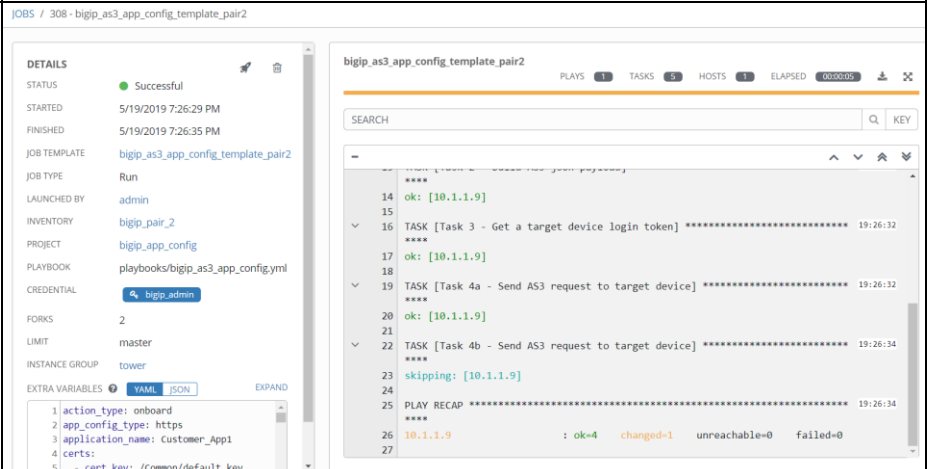 JOBS / 308 - bigip_as3_app_config_template_pair2
DETAILS
STATUS Successful
STARTED 5/19/2019 7:26:29 PM
FINISHED 5/19/2019 7:26:35 PM
JOB TEMPLATE bigip_as3_app_config_template_pair2
JOB TYPE Run
LAUNCHED BY admin
INVENTORY bigip_pair_2
PROJECT bigip_app_config
PLAYBOOK playbooks/bigip_as3_app_config.yml
CREDENTIAL bigip_admin
FORKS 2
LIMIT master
INSTANCE GROUP tower
EXTRA VARIABLES YAML JSON EXPAND
1 action_type: onboard
2 app_config_type: https
3 application_name: Customer_App1
4 certs:
5 - cert_key: /Common/default.key
bigip_as3_app_config_template_pair2
PLAYS 1 TASKS 5 HOSTS 1 ELAPSED 00:00:05
SEARCH KEY
13 TASK [Task 2 - Build AS3 json payload]
****
14 ok: [10.1.1.9]
15
16 TASK [Task 3 - Get a target device login token] **************************** 19:26:32
****
17 ok: [10.1.1.9]
18
19 TASK [Task 4a - Send AS3 request to target device] ************************* 19:26:32
****
20 ok: [10.1.1.9]
21
22 TASK [Task 4b - Send AS3 request to target device] ************************* 19:26:34
****
23 skipping: [10.1.1.9]
24
25 PLAY RECAP ***************************************************************** 19:26:34
****
26 10.1.1.9 : ok=4 changed=1 unreachable=0 failed=0
27